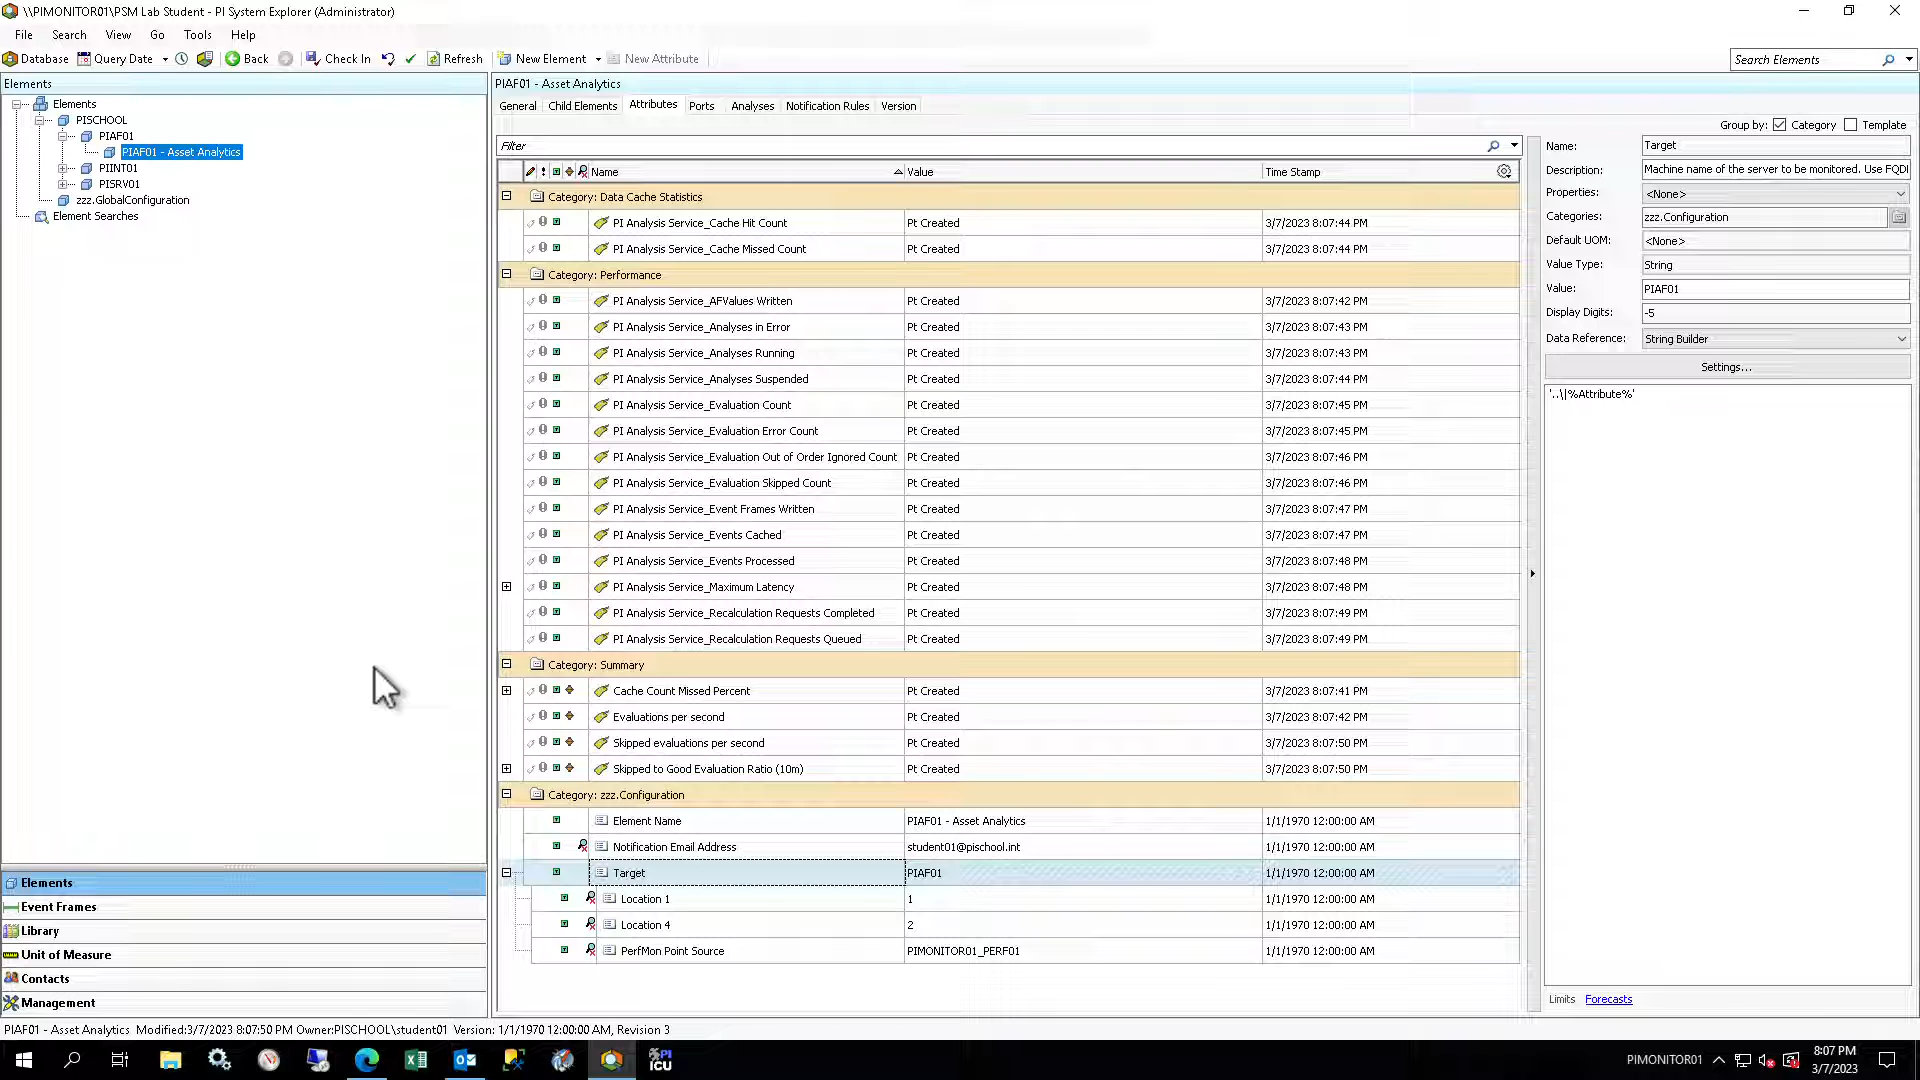 \\PIMONITOR01\PSM Lab Student - PI System Explorer (Administrator)
File Search View Go Tools Help
Database Query Date Back Check In Refresh New Element New Attribute Search Elements
Elements
PIAF01 - Asset Analytics
General Child Elements Attributes Ports Analyses Notification Rules Version
Elements
PISCHOOL
PIAF01
PIAF01 - Asset Analytics
PIINT01
PISRV01
zzz.GlobalConfiguration
Element Searches
Group by: Category Template
Filter
Name Value Time Stamp
Category: Data Cache Statistics
PI Analysis Service_Cache Hit Count Pt Created 3/7/2023 8:07:44 PM
PI Analysis Service_Cache Missed Count Pt Created 3/7/2023 8:07:44 PM
Category: Performance
PI Analysis Service_AFValues Written Pt Created 3/7/2023 8:07:42 PM
PI Analysis Service_Analyses in Error Pt Created 3/7/2023 8:07:43 PM
PI Analysis Service_Analyses Running Pt Created 3/7/2023 8:07:43 PM
PI Analysis Service_Analyses Suspended Pt Created 3/7/2023 8:07:44 PM
PI Analysis Service_Evaluation Count Pt Created 3/7/2023 8:07:45 PM
PI Analysis Service_Evaluation Error Count Pt Created 3/7/2023 8:07:45 PM
PI Analysis Service_Evaluation Out of Order Ignored Count Pt Created 3/7/2023 8:07:46 PM
PI Analysis Service_Evaluation Skipped Count Pt Created 3/7/2023 8:07:46 PM
PI Analysis Service_Event Frames Written Pt Created 3/7/2023 8:07:47 PM
PI Analysis Service_Events Cached Pt Created 3/7/2023 8:07:47 PM
PI Analysis Service_Events Processed Pt Created 3/7/2023 8:07:48 PM
PI Analysis Service_Maximum Latency Pt Created 3/7/2023 8:07:48 PM
PI Analysis Service_Recalculation Requests Completed Pt Created 3/7/2023 8:07:49 PM
PI Analysis Service_Recalculation Requests Queued Pt Created 3/7/2023 8:07:49 PM
Category: Summary
Cache Count Missed Percent Pt Created 3/7/2023 8:07:41 PM
Evaluations per second Pt Created 3/7/2023 8:07:42 PM
Skipped evaluations per second Pt Created 3/7/2023 8:07:50 PM
Skipped to Good Evaluation Ratio (10m) Pt Created 3/7/2023 8:07:50 PM
Category: zzz.Configuration
Element Name PIAF01 - Asset Analytics 1/1/1970 12:00:00 AM
Notification Email Address student01@pischool.int 1/1/1970 12:00:00 AM
Target PIAF01 1/1/1970 12:00:00 AM
Location 1 1 1/1/1970 12:00:00 AM
Location 4 2 1/1/1970 12:00:00 AM
PerfMon Point Source PIMONITOR01_PERF01 1/1/1970 12:00:00 AM
Name: Target
Description: Machine name of the server to be monitored. Use FQD
Properties: <None>
Categories: zzz.Configuration
Default UOM: <None>
Value Type: String
Value: PIAF01
Display Digits: -5
Data Reference: String Builder
Settings...
'..\|%Attribute%'
Limits Forecasts
Elements
Event Frames
Library
Unit of Measure
Contacts
Management
PIAF01 - Asset Analytics Modified:3/7/2023 8:07:50 PM Owner:PISCHOOL\student01 Version: 1/1/1970 12:00:00 AM, Revision 3
PI
ICU
PIMONITOR01
8:07 PM
3/7/2023